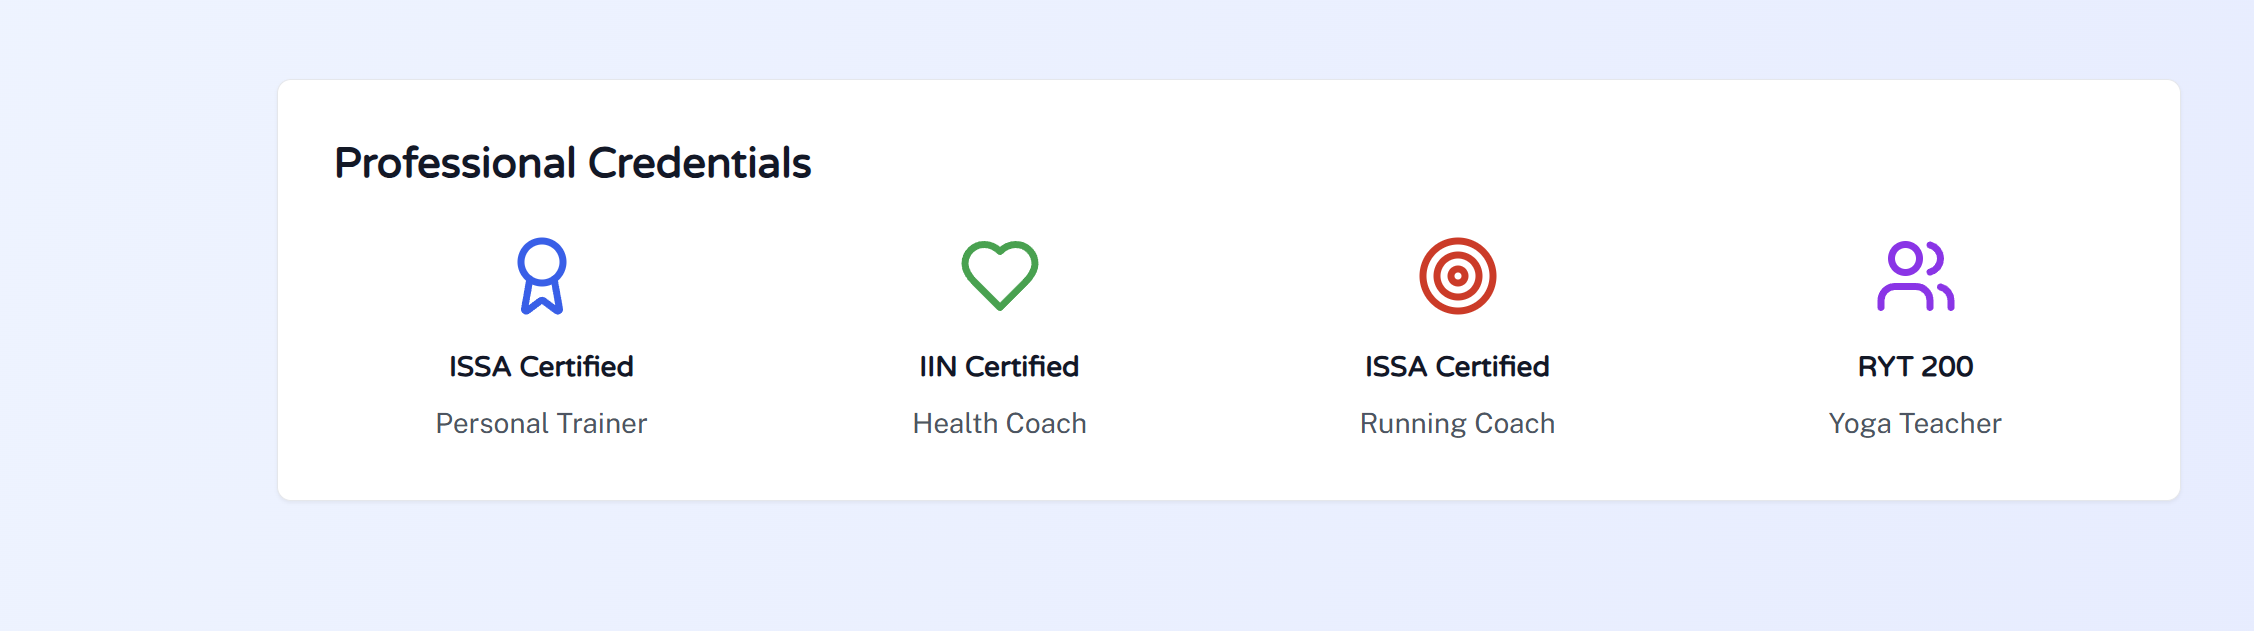 Professional Credentials
ISSA Certified
Personal Trainer
IIN Certified
Health Coach
ISSA Certified
Running Coach
RYT 200
Yoga Teacher